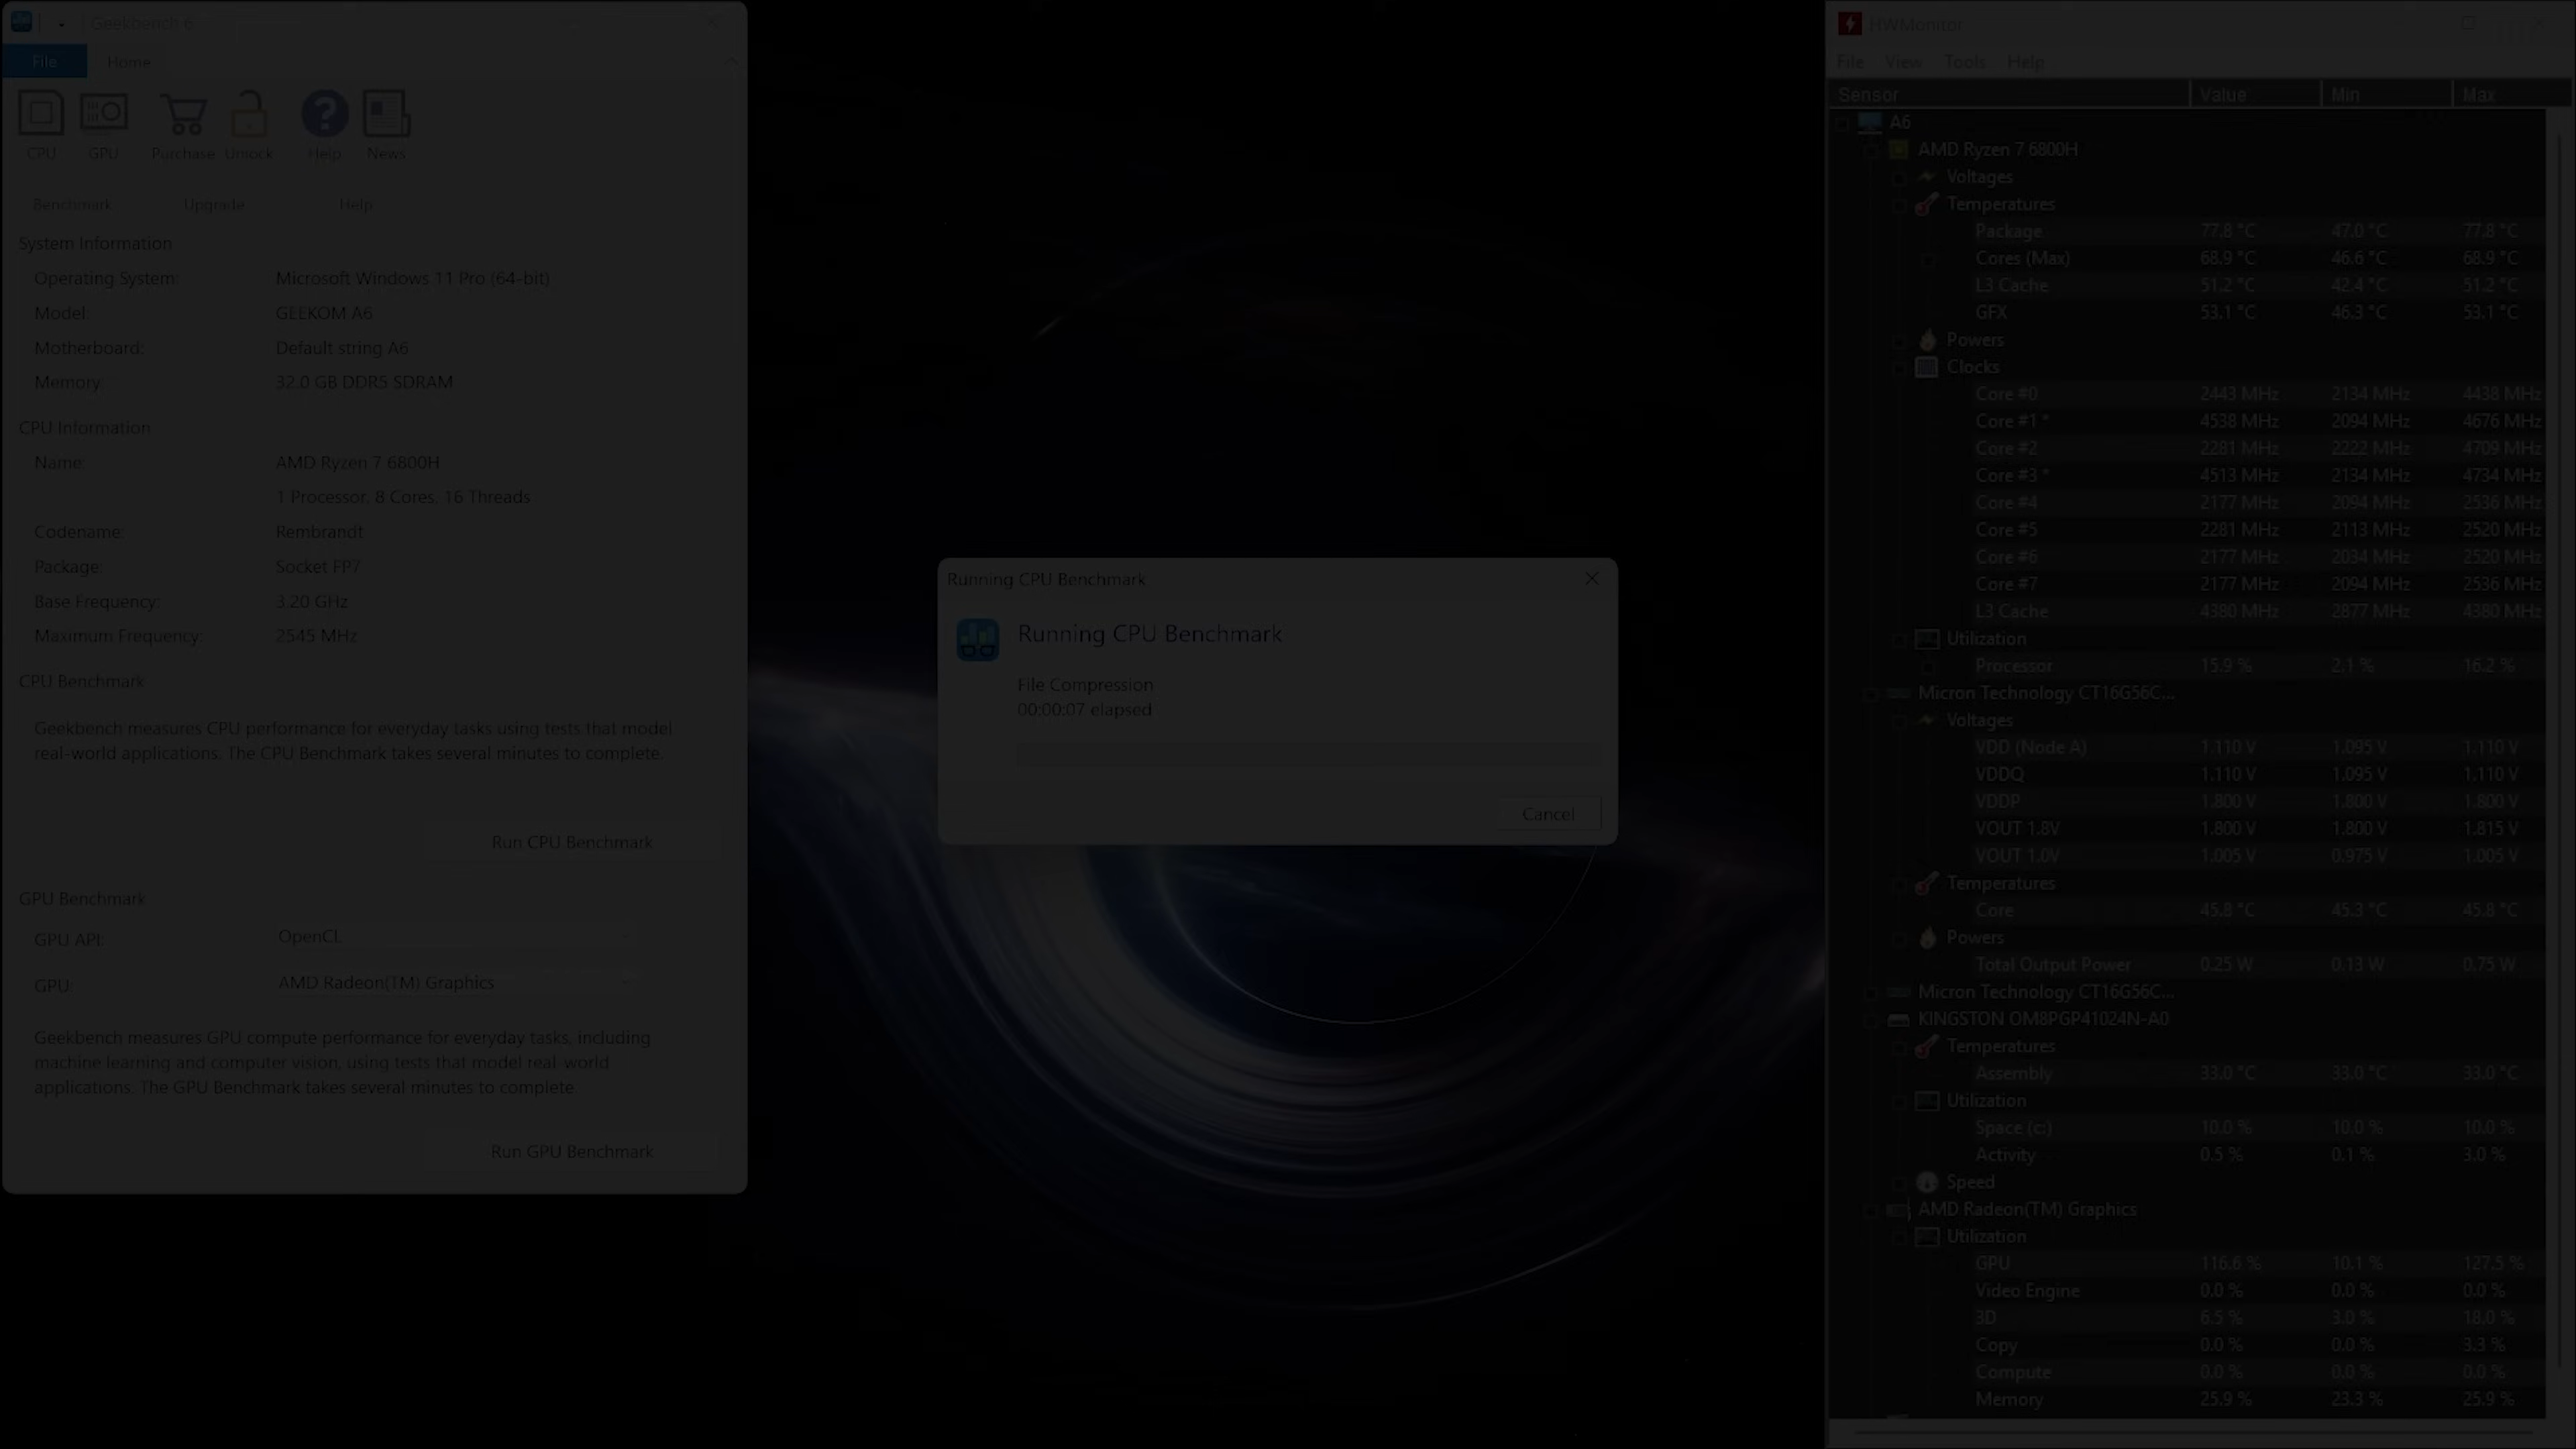 Geekbench 6
File Home
CPU GPU Purchase Unlock Help News
Benchmark Upgrade Help
System Information
Operating System: Microsoft Windows 11 Pro (64-bit)
Model: GEEKOM A6
Motherboard: Default string A6
Memory: 32.0 GB DDR5 SDRAM
CPU Information
Name: AMD Ryzen 7 6800H
1 Processor, 8 Cores, 16 Threads
Codename: Rembrandt
Package: Socket FP7
Base Frequency: 3.20 GHz
Maximum Frequency: 2545 MHz
CPU Benchmark
Geekbench measures CPU performance for everyday tasks using tests that model
real-world applications. The CPU Benchmark takes several minutes to complete.
Run CPU Benchmark
GPU Benchmark
GPU API: OpenCL
GPU: AMD Radeon(TM) Graphics
Geekbench measures GPU compute performance for everyday tasks, including
machine learning and computer vision, using tests that model real-world
applications. The GPU Benchmark takes several minutes to complete
Run GPU Benchmark
Running CPU Benchmark
Running CPU Benchmark
File Compression
00:00:07 elapsed
Cancel
HWMonitor
File View Tools Help
Sensor Value Min Max
A6
AMD Ryzen 7 6800H
Voltages
Temperatures
Package 77.8 °C 47.0 °C 77.8 °C
Cores (Max) 68.9 °C 46.6 °C 68.9 °C
L3 Cache 51.2 °C 42.4 °C 51.2 °C
GFX 53.1 °C 46.3 °C 53.1 °C
Powers
Clocks
Core #0 2443 MHz 2134 MHz 4438 MHz
Core #1 * 4538 MHz 2094 MHz 4676 MHz
Core #2 2281 MHz 2222 MHz 4709 MHz
Core #3 * 4513 MHz 2134 MHz 4734 MHz
Core #4 2177 MHz 2094 MHz 2536 MHz
Core #5 2281 MHz 2113 MHz 2520 MHz
Core #6 2177 MHz 2034 MHz 2520 MHz
Core #7 2177 MHz 2094 MHz 2536 MHz
L3 Cache 4380 MHz 2877 MHz 4380 MHz
Utilization
Processor 15.9 % 2.1 % 16.2 %
Micron Technology CT16G56C...
Voltages
VDD (Node A) 1.110 V 1.095 V 1.110 V
VDDQ 1.110 V 1.095 V 1.110 V
VDDP 1.800 V 1.800 V 1.800 V
VOUT 1.8V 1.800 V 1.800 V 1.815 V
VOUT 1.0V 1.005 V 0.975 V 1.005 V
Temperatures
Core 45.8 °C 45.3 °C 45.8 °C
Powers
Total Output Power 0.25 W 0.13 W 0.75 W
Micron Technology CT16G56C...
KINGSTON OM8PGP41024N-A0
Temperatures
Assembly 33.0 °C 33.0 °C 33.0 °C
Utilization
Space (c:) 10.0 % 10.0 % 10.0 %
Activity 0.5 % 0.1 % 3.0 %
Speed
AMD Radeon(TM) Graphics
Utilization
GPU 116.6 % 10.1 % 127.5 %
Video Engine 0.0 % 0.0 % 0.0 %
3D 6.5 % 3.0 % 18.0 %
Copy 0.0 % 0.0 % 3.3 %
Compute 0.0 % 0.0 % 0.0 %
Memory 25.9 % 23.3 % 25.9 %